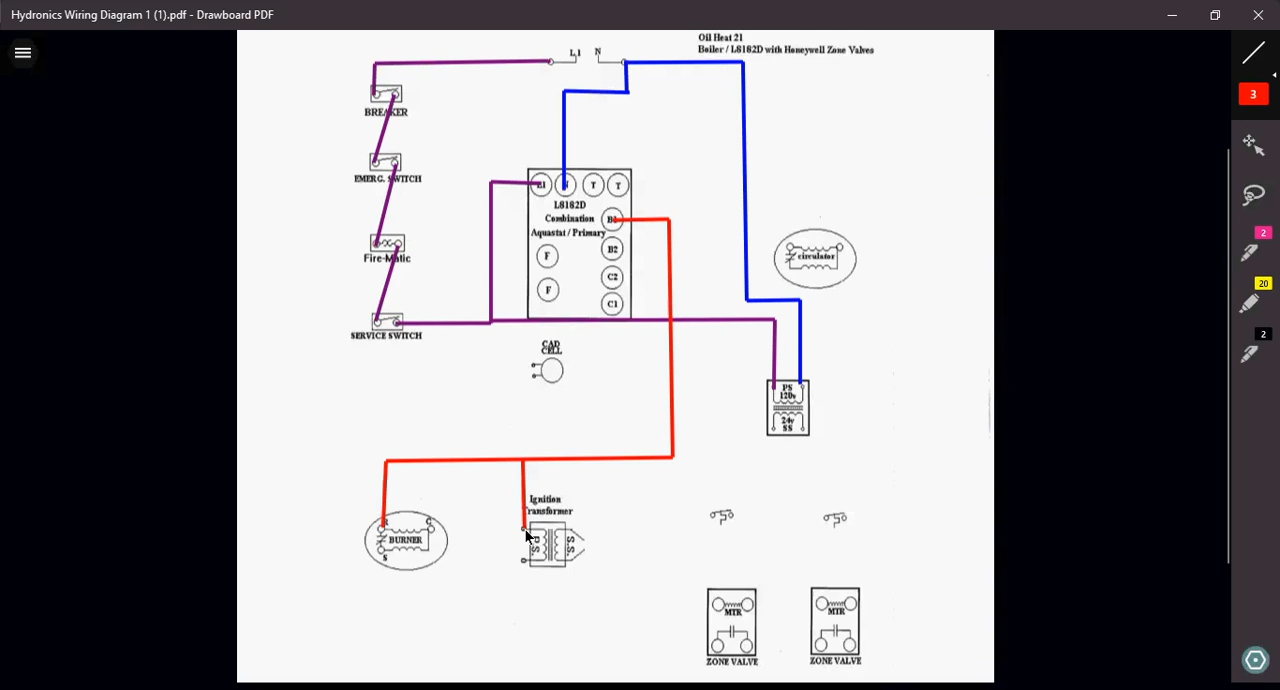 Hydronics Wiring Diagram 1 (1).pdf - Drawboard PDF
Oil Heat 21
Boiler / L8182D with Honeywell Zone Valves
L1 N
3
BREAKER
EMERG. SWITCH
L1 N T T
L8182D
Combination
B1
Aquastat / Primary
2
Fire-Matic
F
B2
circulator
C2
20
F
C1
SERVICE SWITCH
2
CAD
CELL
PS
120v
24v
SS
Ignition
Transformer
R C
BURNER
S
P.S.
S.S.
MTR
MTR
ZONE VALVE
ZONE VALVE